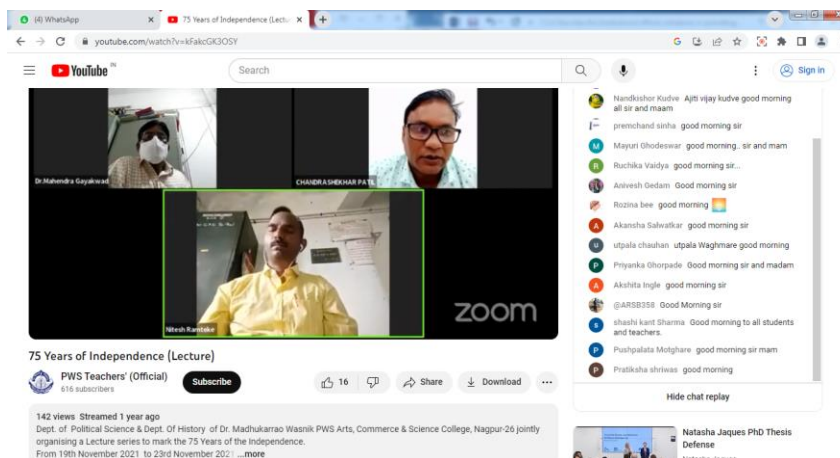 (4) WhatsApp
75 Years of Independence (Lectu
youtube.com/watch?v=kFakcGK3OSY
YouTube IN
Search
Sign in
Dr.Mahendra Gayakwad
CHANDRASHEKHAR PATIL
Nitesh Ramteke
zoom
75 Years of Independence (Lecture)
PWS Teachers' (Official)
616 subscribers
Subscribe
16
Share
Download
142 views Streamed 1 year ago
Dept. of Political Science & Dept. Of History of Dr. Madhukarrao Wasnik PWS Arts, Commerce & Science College, Nagpur-26 jointly
organising a Lecture series to mark the 75 Years of the Independence.
From 19th November 2021 to 23rd November 2021 ...more
Nandkishor Kudve Ajiti vijay kudve good morning
all sir and maam
premchand sinha good morning sir
M Mayuri Ghodeswar good morning.. sir and mam
R Ruchika Vaidya good morning sir...
Anivesh Gedam Good morning sir
Rozina bee good morning
A Akansha Salwatkar good morning sir
u utpala chauhan utpala Waghmare good morning
P Priyanka Ghorpade Good morning sir and madam
A Akshita Ingle good morning sir
@ARSB358 Good Morning sir
s shashi kant Sharma Good morning to all students
and teachers.
P Pushpalata Motghare good morning sir mam
P Pratiksha shriwas good morning
Hide chat replay
Natasha Jaques PhD Thesis
Defense